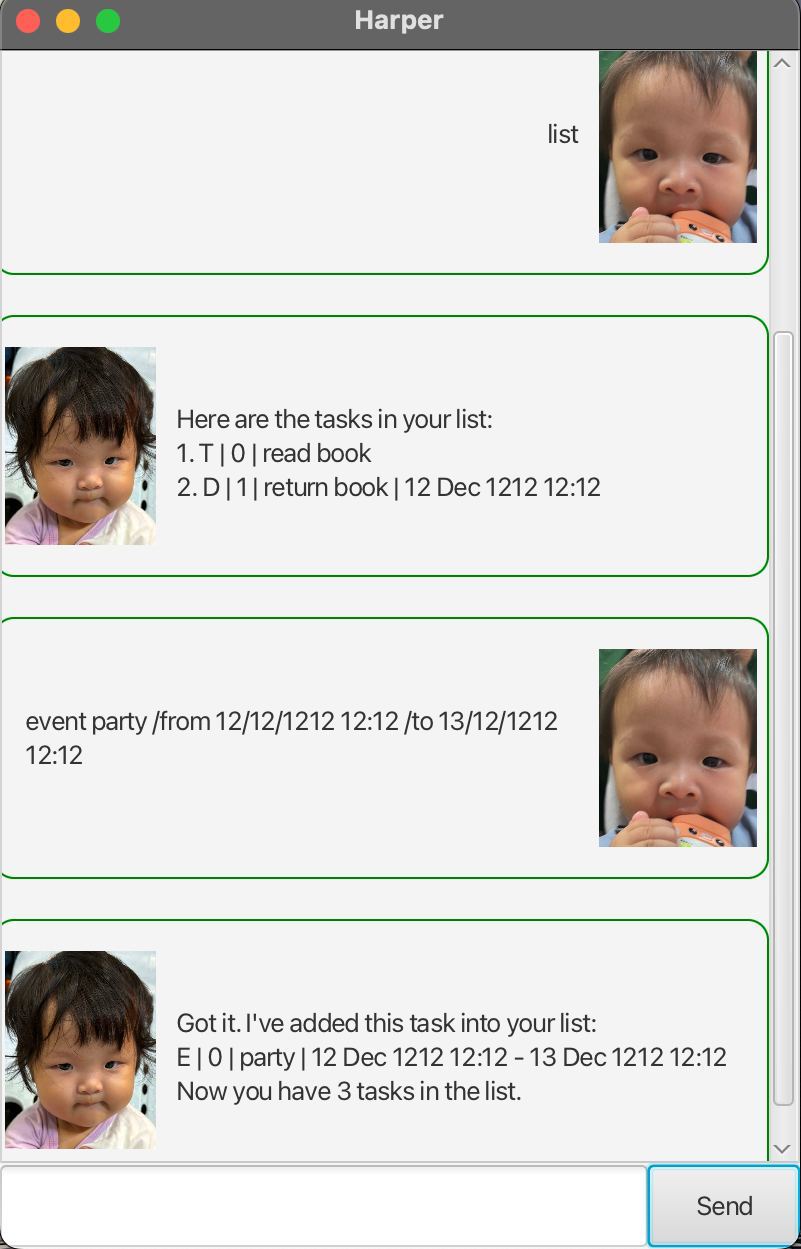 Harper
list
Here are the tasks in your list:
1. T | 0 | read book
2. D | 1 | return book | 12 Dec 1212 12:12
event party /from 12/12/1212 12:12 /to 13/12/1212
12:12
Got it. I've added this task into your list:
E | 0 | party | 12 Dec 1212 12:12 - 13 Dec 1212 12:12
Now you have 3 tasks in the list.
Send